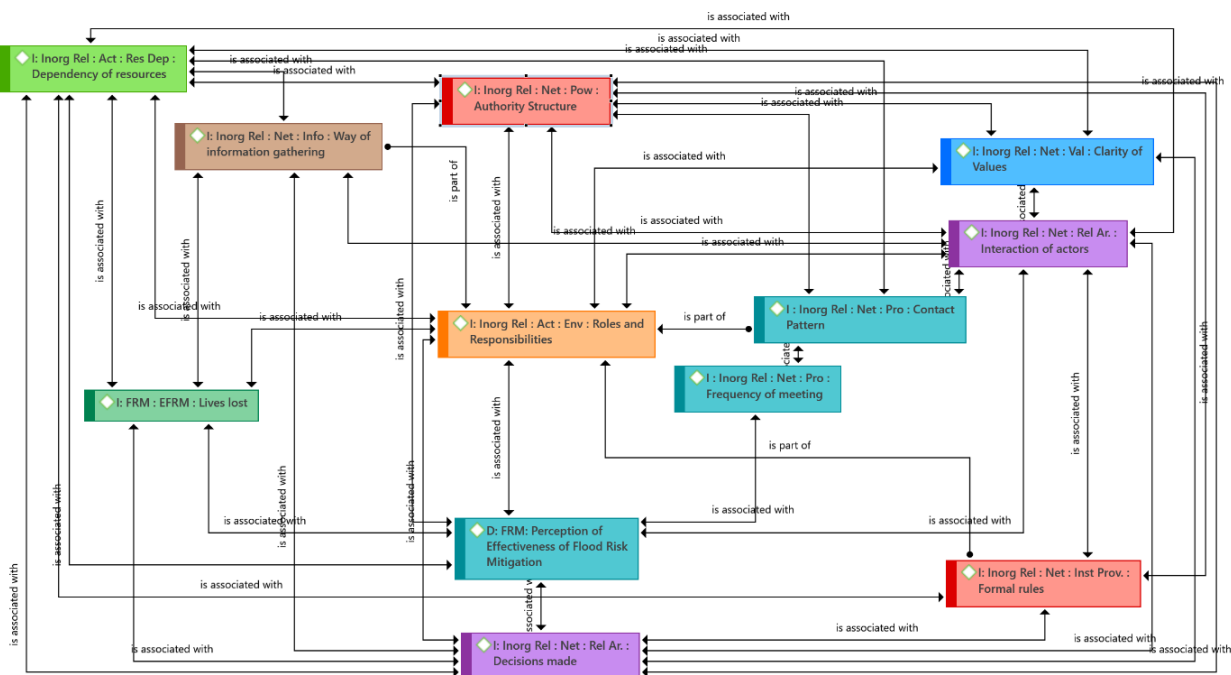 is associated with
is associated with
is associated with
I: Inorg Rel : Act : Res Dep :
Dependency of resources
is associated with
is associated with
is associated with
I: Inorg Rel : Net : Pow :
Authority Structure
is associated with
is associated with
I: Inorg Rel : Net : Info : Way of
information gathering
I: Inorg Rel : Net : Val : Clarity of
Values
is associated with
is part of
is associated with
is associated with
is associated with
is associated with
is associated with
is associated with
I: Inorg Rel : Net : Rel Ar. :
Interaction of actors
is associated with
is associated with
is associated with
is associated with
I: Inorg Rel : Act : Env : Roles and
Responsibilities
is part of
I : Inorg Rel : Net : Pro : Contact
Pattern
is associated with
is associated with
I : Inorg Rel : Net : Pro :
Frequency of meeting
I: FRM : EFRM : Lives lost
is associated with
is part of
is associated with
is associated with
is associated with
is associated with
is associated with
is associated with
is associated with
is associated with
D: FRM: Perception of
Effectiveness of Flood Risk
Mitigation
is associated with
I: Inorg Rel : Net : Inst Prov. :
Formal rules
is associated with
is associated with
is associated with
is associated with
is associated with
I: Inorg Rel : Net : Rel Ar. :
Decisions made